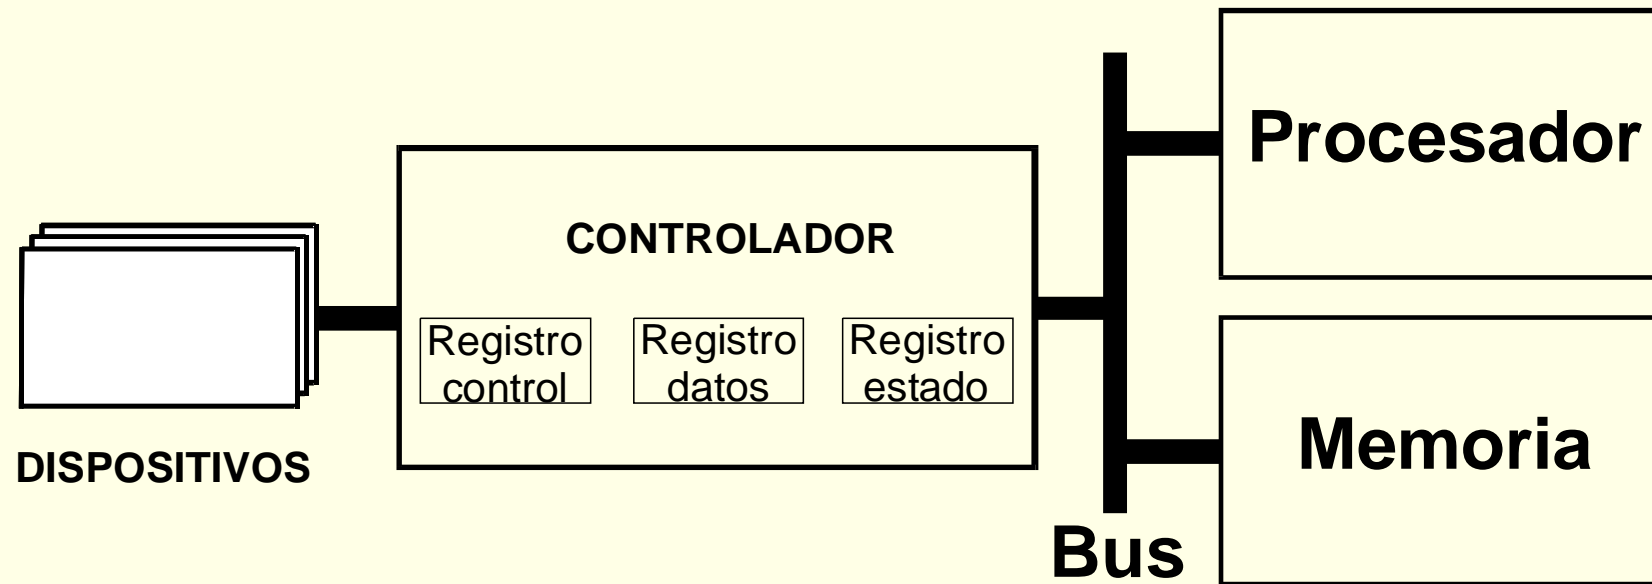 Procesador
CONTROLADOR
Registro
control
Registro
datos
Registro
estado
DISPOSITIVOS
Memoria
Bus